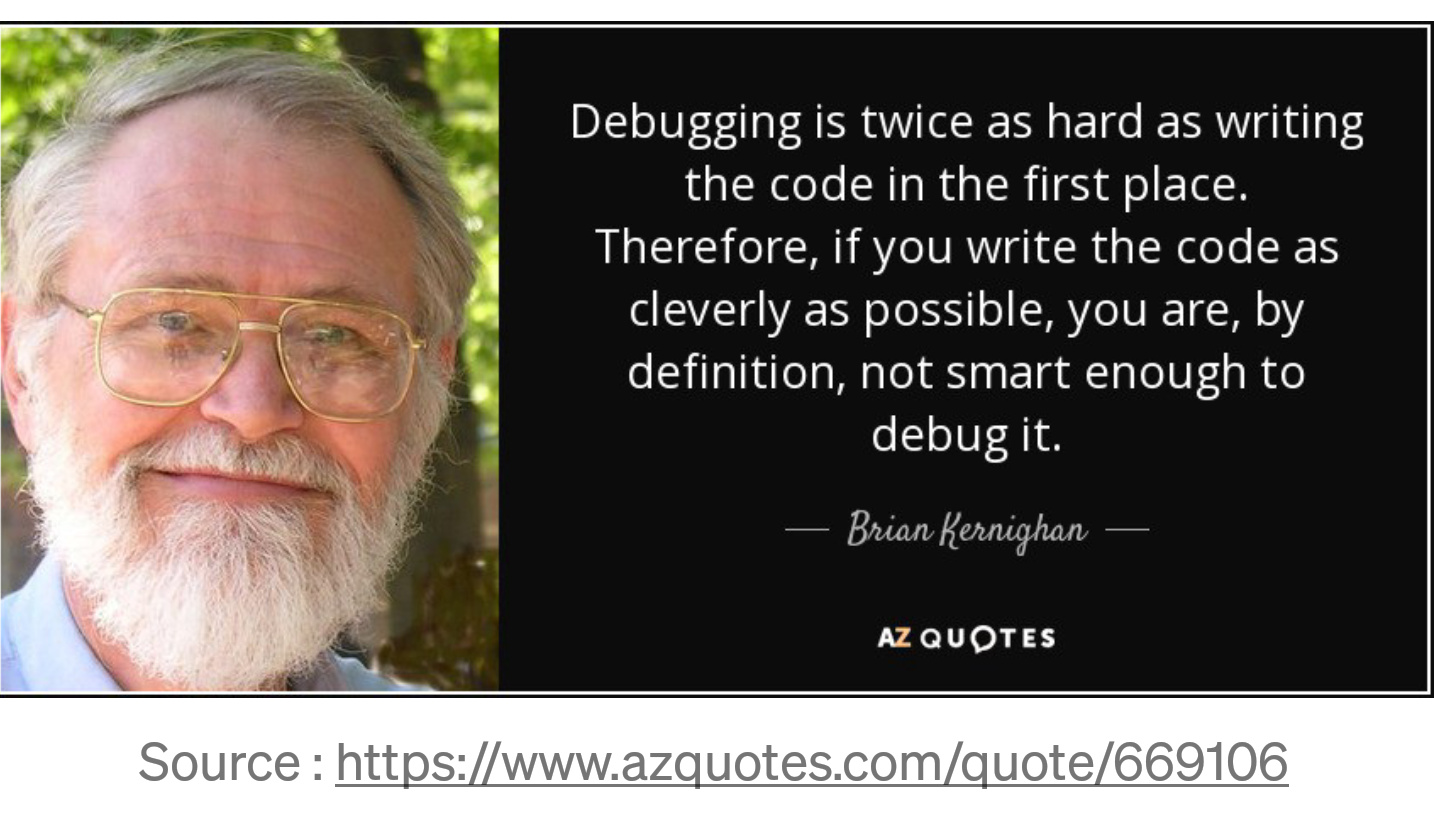 Debugging is twice as hard as writing
the code in the first place.
Therefore, if you write the code as
cleverly as possible, you are, by
definition, not smart enough to
debug it.
Brian Kernighan
AZ QUOTES
Source : https://www.azquotes.com/quote/669106